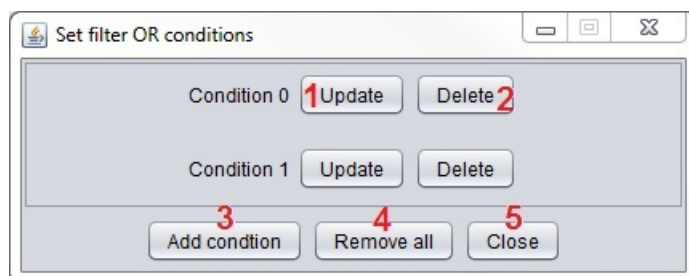 Set filter OR conditions
Condition 0 1 Update Delete 2
Condition 1 Update Delete
3 4 5
Add condtion Remove all Close